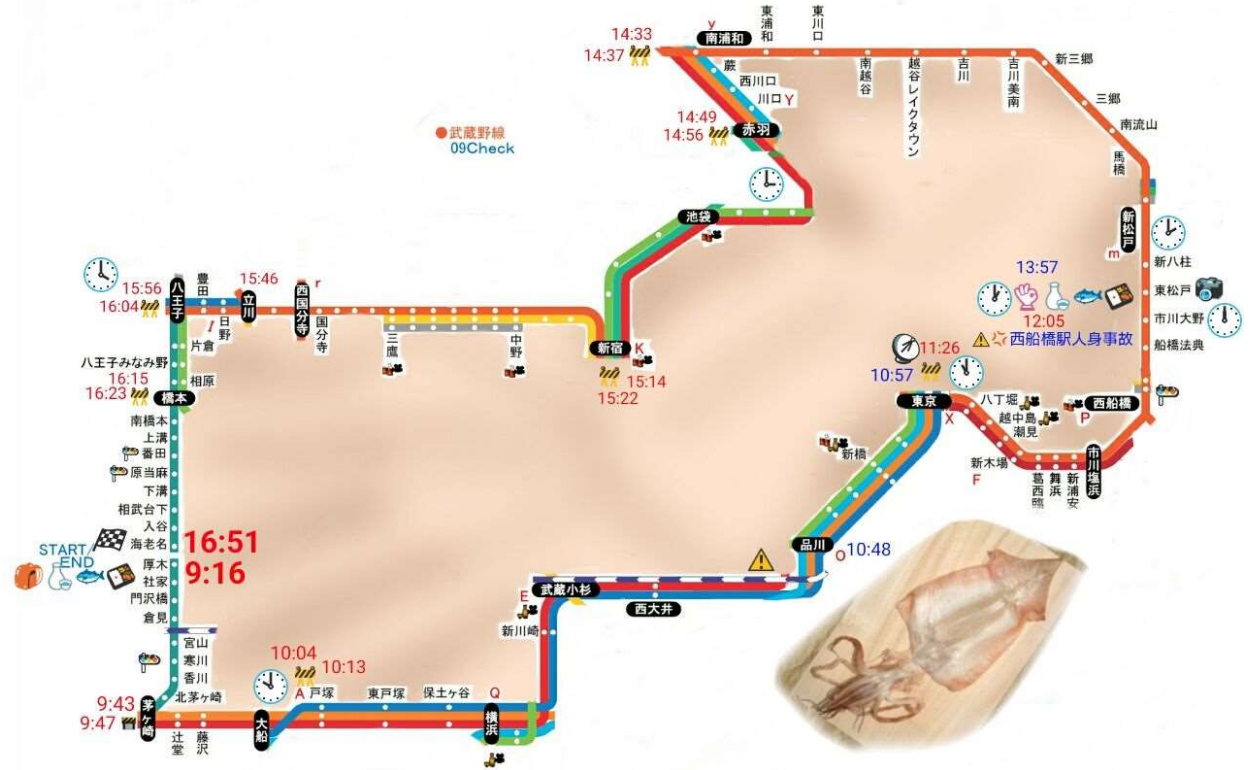 14:33
14:37
y
南浦和
東浦和
東川口
蕨
西川口
川口
Y
南越谷
越谷レイクタウン
吉川
吉川美南
新三郷
三郷
南流山
馬橋
14:49
14:56
赤羽
●武蔵野線
09Check
池袋
新松戸
m
新八柱
東松戸
市川大野
船橋法典
13:57
12:05
西船橋駅人身事故
15:56
16:04
八王子
豊田
日野
15:46
立川
r
西国分寺
国分寺
三鷹
中野
新宿
K
15:14
15:22
11:26
10:57
東京
X
八丁堀
越中島
潮見
P
西船橋
新木場
F
葛西臨
舞浜
新浦安
市川塩浜
片倉
八王子みなみ野
相原
16:15
16:23
橋本
南橋本
上溝
番田
原当麻
下溝
相武台下
入谷
海老名
16:51
START/
END
厚木
9:16
社家
門沢橋
倉見
宮山
寒川
香川
北茅ヶ崎
9:43
9:47
茅ヶ崎
辻堂
藤沢
大船
10:04
10:13
A
戸塚
東戸塚
保土ヶ谷
Q
横浜
新川崎
E
武蔵小杉
西大井
品川
O
10:48
新橋